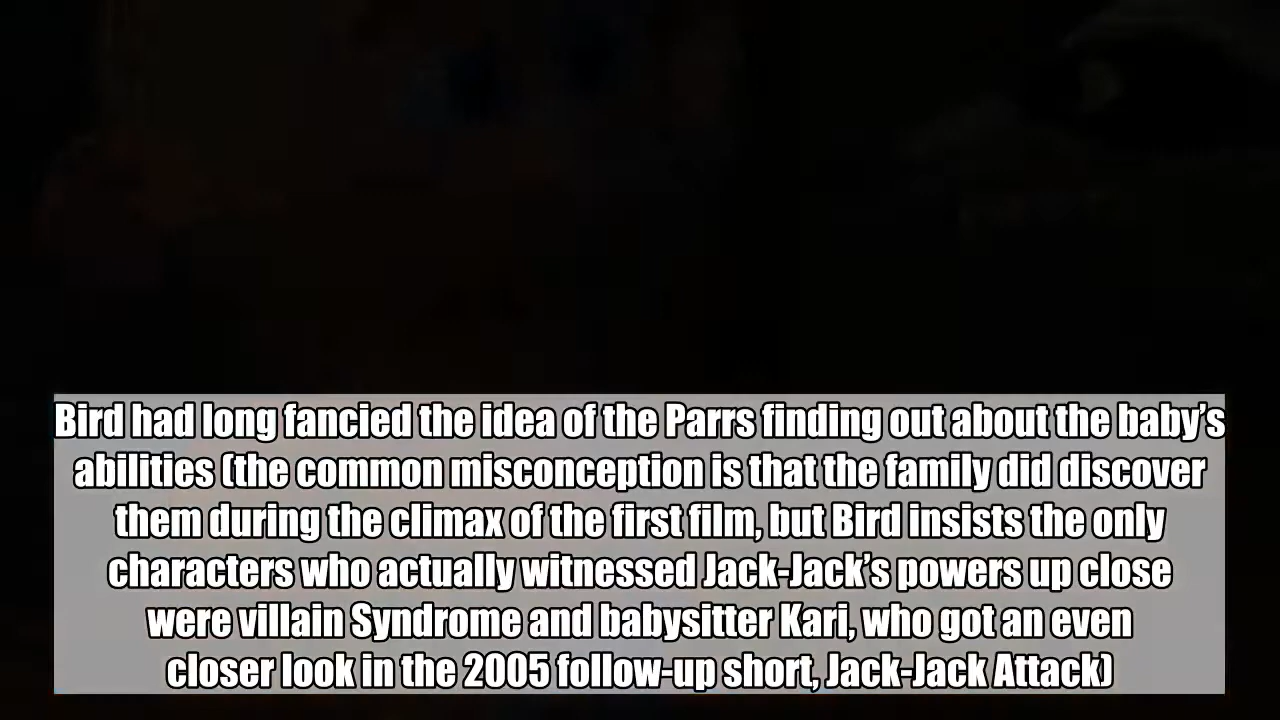 Bird had long fancied the idea of the Parrs finding out about the baby’s
abilities (the common misconception is that the family did discover
them during the climax of the first film, but Bird insists the only
characters who actually witnessed Jack-Jack’s powers up close
were villain Syndrome and babysitter Kari, who got an even
closer look in the 2005 follow-up short, Jack-Jack Attack)